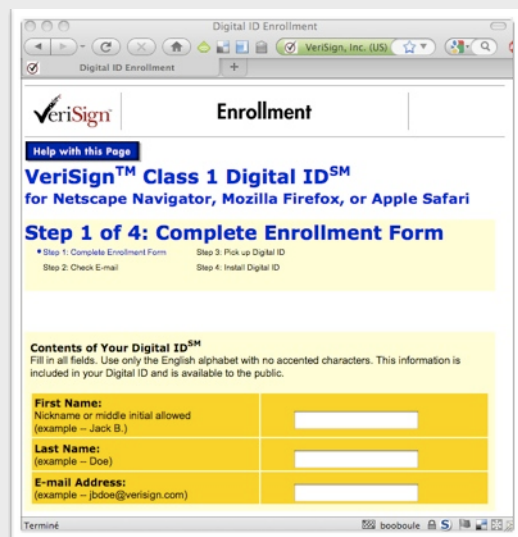 Digital ID Enrollment
VeriSign, Inc. (US)
Digital ID Enrollment
VeriSign
Enrollment
Help with this Page
VeriSign™ Class 1 Digital ID℠
for Netscape Navigator, Mozilla Firefox, or Apple Safari
Step 1 of 4: Complete Enrollment Form
Step 1: Complete Enrollment Form Step 3: Pick up Digital ID
Step 2: Check E-mail Step 4: Install Digital ID
Contents of Your Digital ID℠
Fill in all fields. Use only the English alphabet with no accented characters. This information is
included in your Digital ID and is available to the public.
First Name:
Nickname or middle initial allowed
(example -- Jack B.)
Last Name:
(example -- Doe)
E-mail Address:
(example -- jbdoe@verisign.com)
Terminé booboule